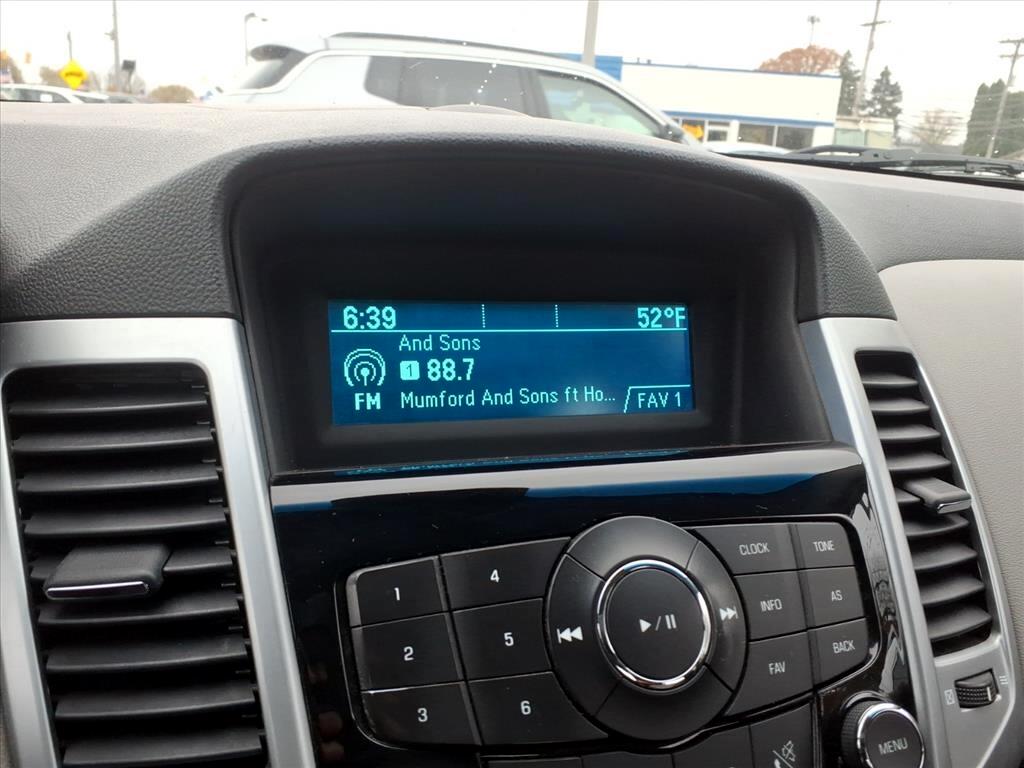 6:39 52°F
And Sons
1 88.7
FM Mumford And Sons ft Ho... FAV 1
1 4 CLOCK TONE
2 5 INFO AS
3 6 FAV BACK
MENU